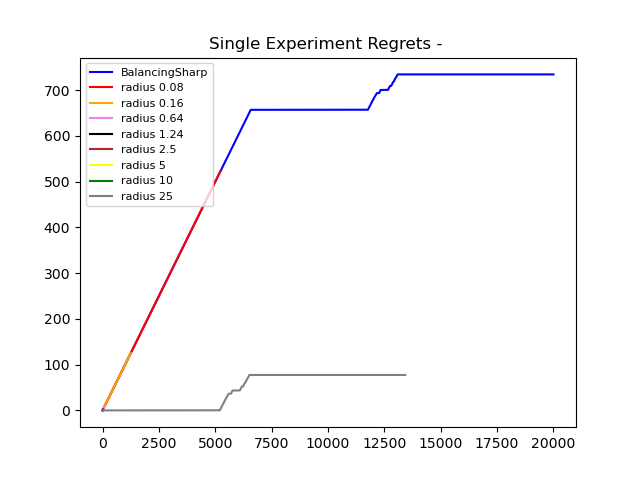 Single Experiment Regrets -
BalancingSharp
radius 0.08
radius 0.16
radius 0.64
radius 1.24
radius 2.5
radius 5
radius 10
radius 25
700
600
500
400
300
200
100
0
0 2500 5000 7500 10000 12500 15000 17500 20000